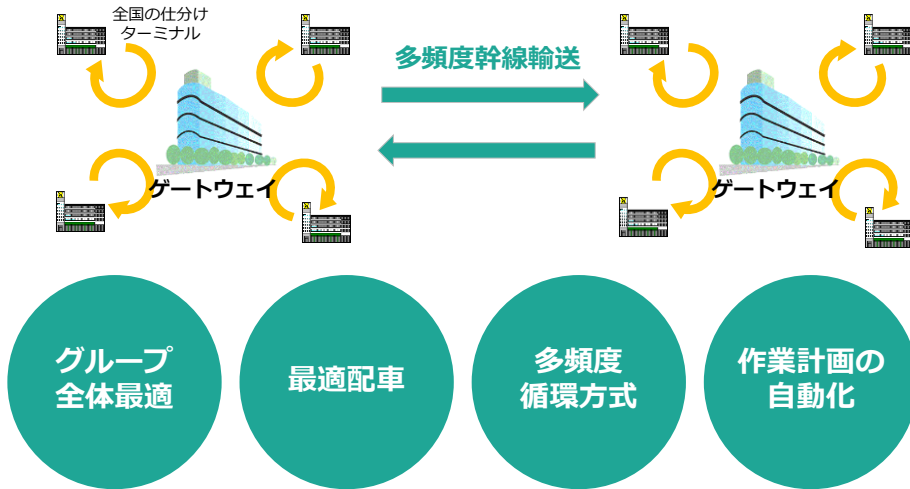 全国の仕分け
ターミナル
多頻度幹線輸送
ゲートウェイ
ゲートウェイ
グループ
全体最適
最適配車
多頻度
循環方式
作業計画の
自動化